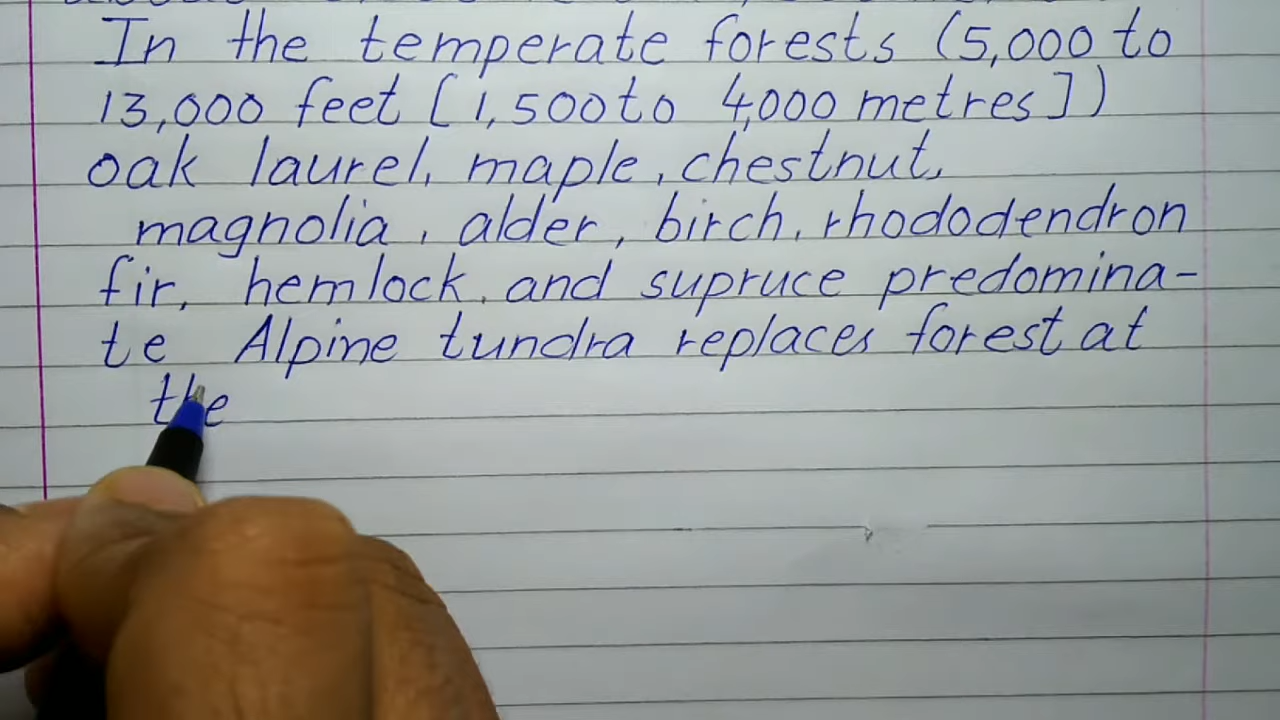 In the temperate forests (5,000 to
13,000 feet [1,500 to 4,000 metres])
oak laurel, maple, chestnut,
magnolia, alder, birch, rhododendron
fir, hemlock, and supruce predomina-
te Alpine tundra replaces forest at
the